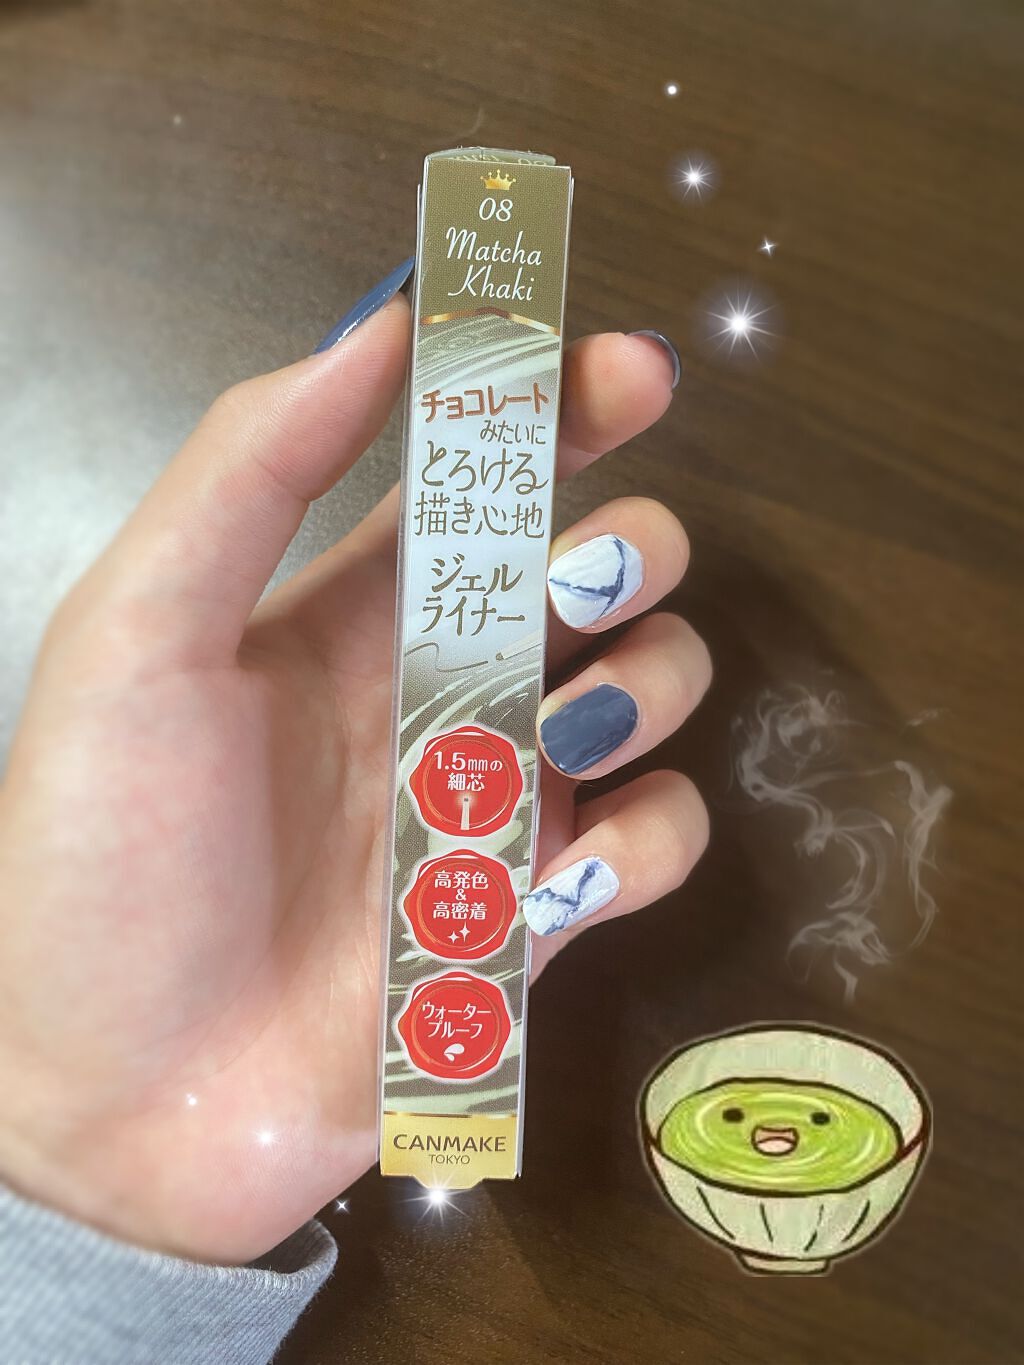 08
Matcha
Khaki
チョコレート
みたいに
とろける
描き心地
ジェル
ライナー
1.5mmの
細芯
高発色
&
高密着
ウォーター
プルーフ
CANMAKE
TOKYO